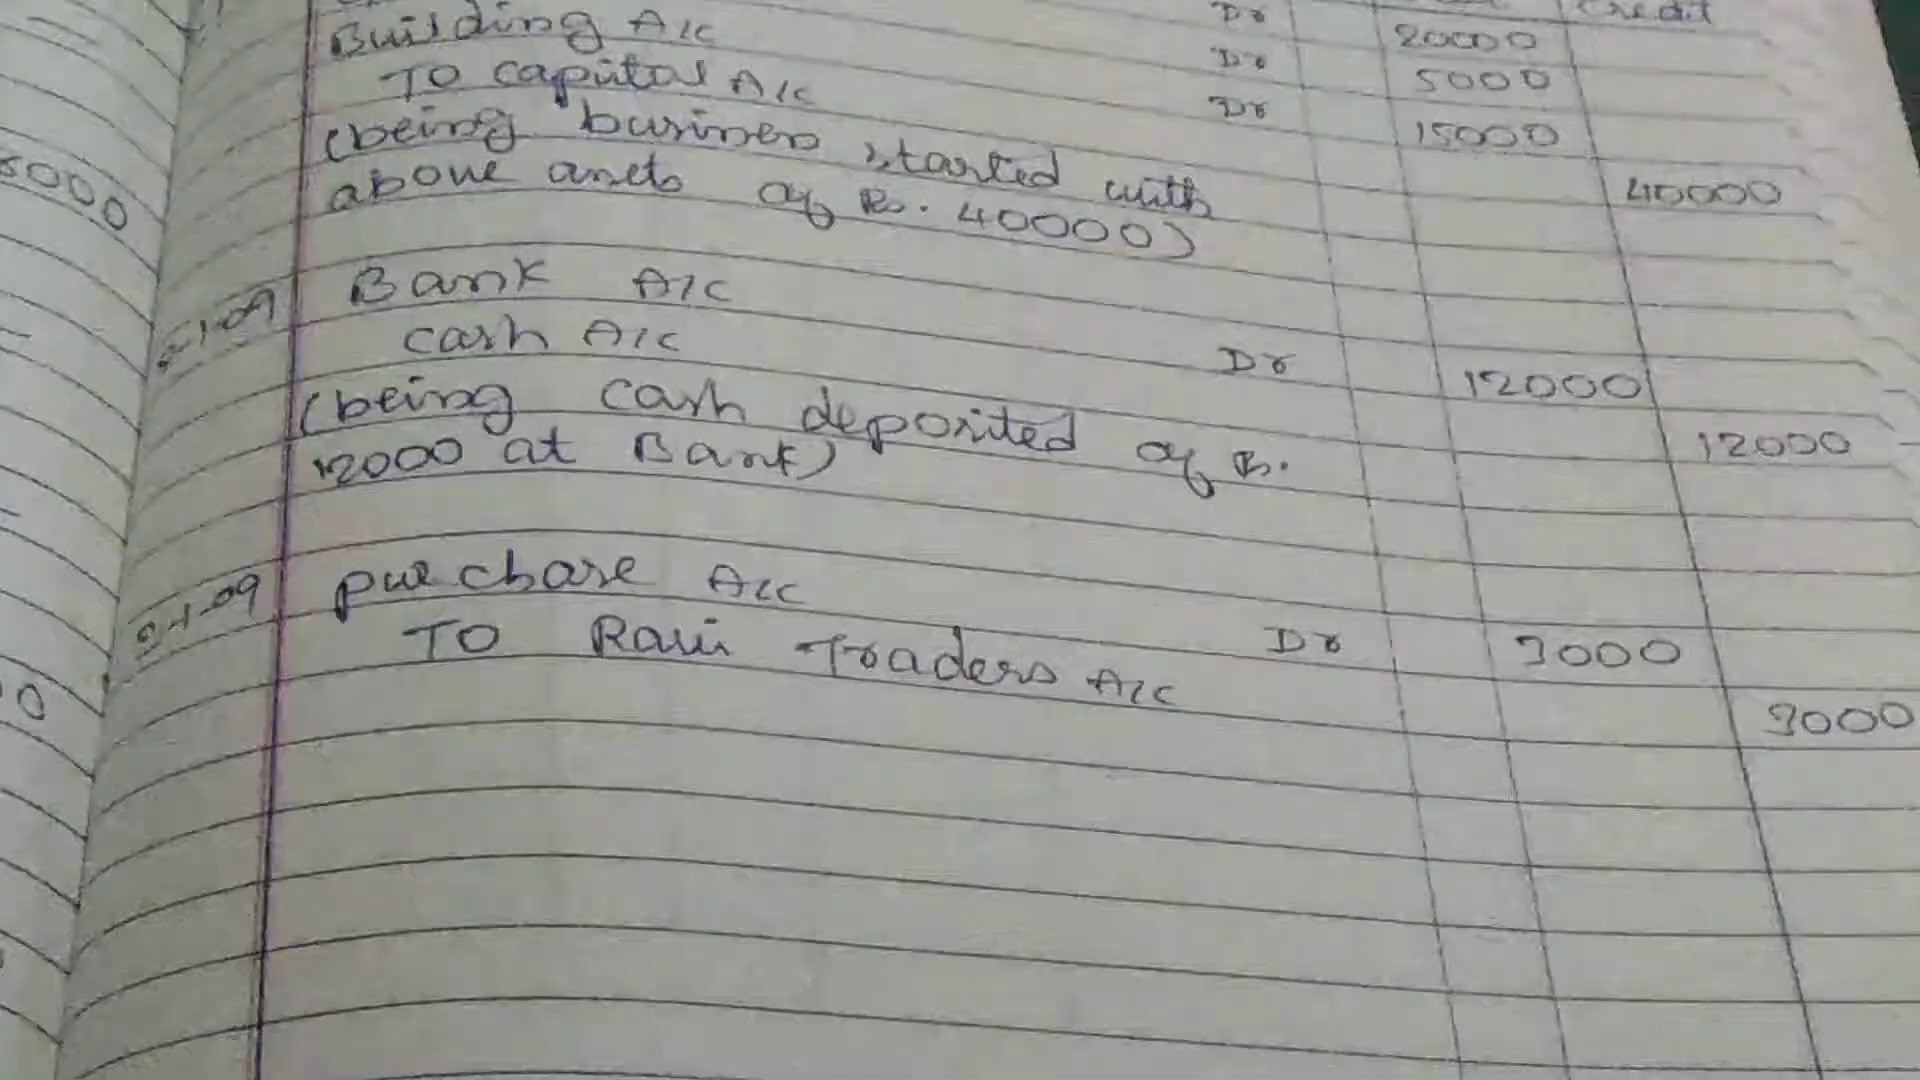 Credit
Dr 20000
Building A/c Dr 5000
To capital A/c Dr 15000
(being business started with 40000
above assets of Rs. 40000)
Bank A/c Dr 12000
cash A/c 12000
(being cash deposited of Rs.
12000 at Bank)
purchase A/c Dr 3000
To Ravi Traders A/c 3000
5000